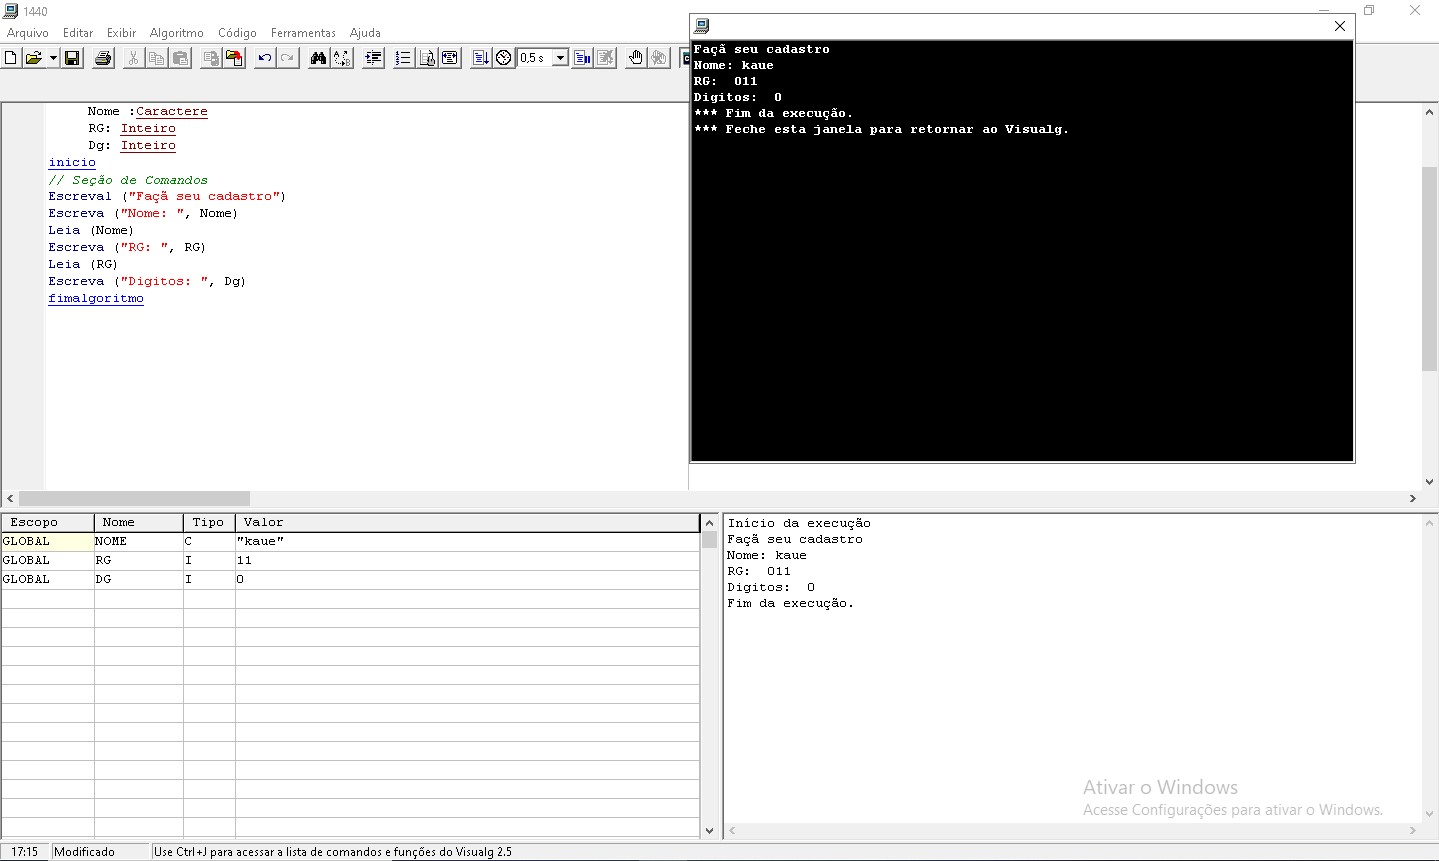 1440
Arquivo Editar Exibir Algoritmo Código Ferramentas Ajuda
0,5 s
Nome :Caractere
RG: Inteiro
Dg: Inteiro
inicio
// Seção de Comandos
Escreval ("Façã seu cadastro")
Escreva ("Nome: ", Nome)
Leia (Nome)
Escreva ("RG: ", RG)
Leia (RG)
Escreva ("Digitos: ", Dg)
fimalgoritmo
Façã seu cadastro
Nome: kaue
RG:  011
Digitos:  0
*** Fim da execução.
*** Feche esta janela para retornar ao Visualg.
Escopo Nome Tipo Valor
GLOBAL NOME C "kaue"
GLOBAL RG I 11
GLOBAL DG I 0
Início da execução
Façã seu cadastro
Nome: kaue
RG:  011
Digitos:  0
Fim da execução.
Ativar o Windows
Acesse Configurações para ativar o Windows.
17:15 Modificado Use Ctrl+J para acessar a lista de comandos e funções do Visualg 2.5